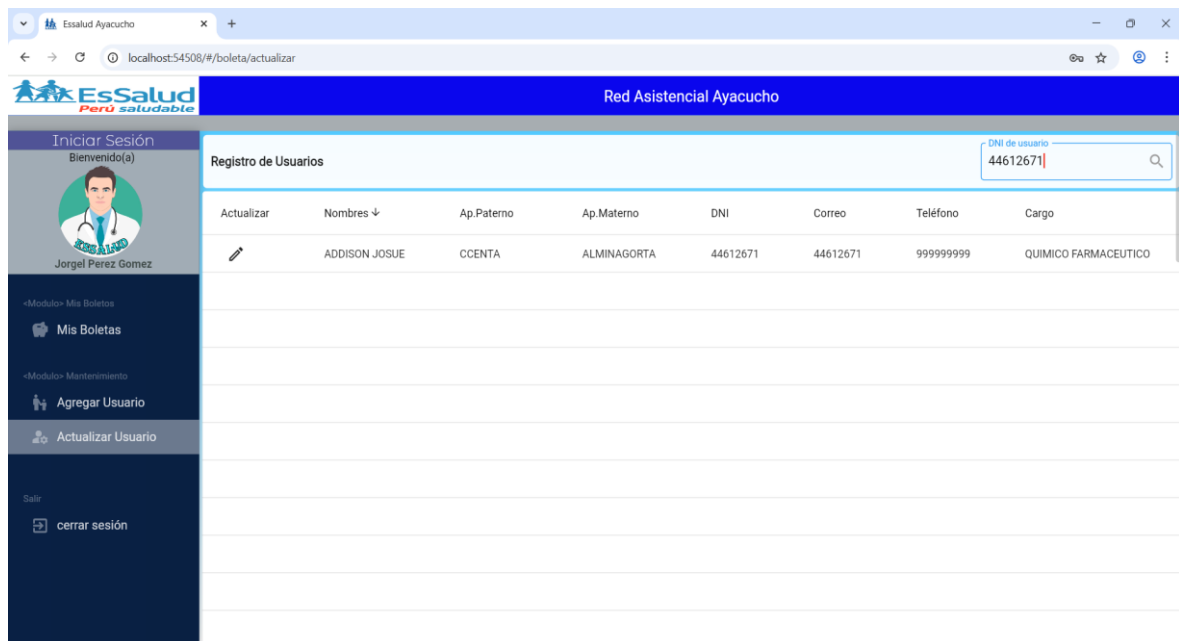 Essalud Ayacucho
localhost:54508/#/boleta/actualizar
EsSalud
Perú saludable
Red Asistencial Ayacucho
Iniciar Sesión
Bienvenido(a)
ESSALUD
Jorgel Perez Gomez
<Modulo> Mis Boletos
Mis Boletas
<Modulo> Mantenimiento
Agregar Usuario
Actualizar Usuario
Salir
cerrar sesión
Registro de Usuarios
DNI de usuario
44612671
Actualizar Nombres Ap.Paterno Ap.Materno DNI Correo Teléfono Cargo
ADDISON JOSUE CCENTA ALMINAGORTA 44612671 44612671 999999999 QUIMICO FARMACEUTICO